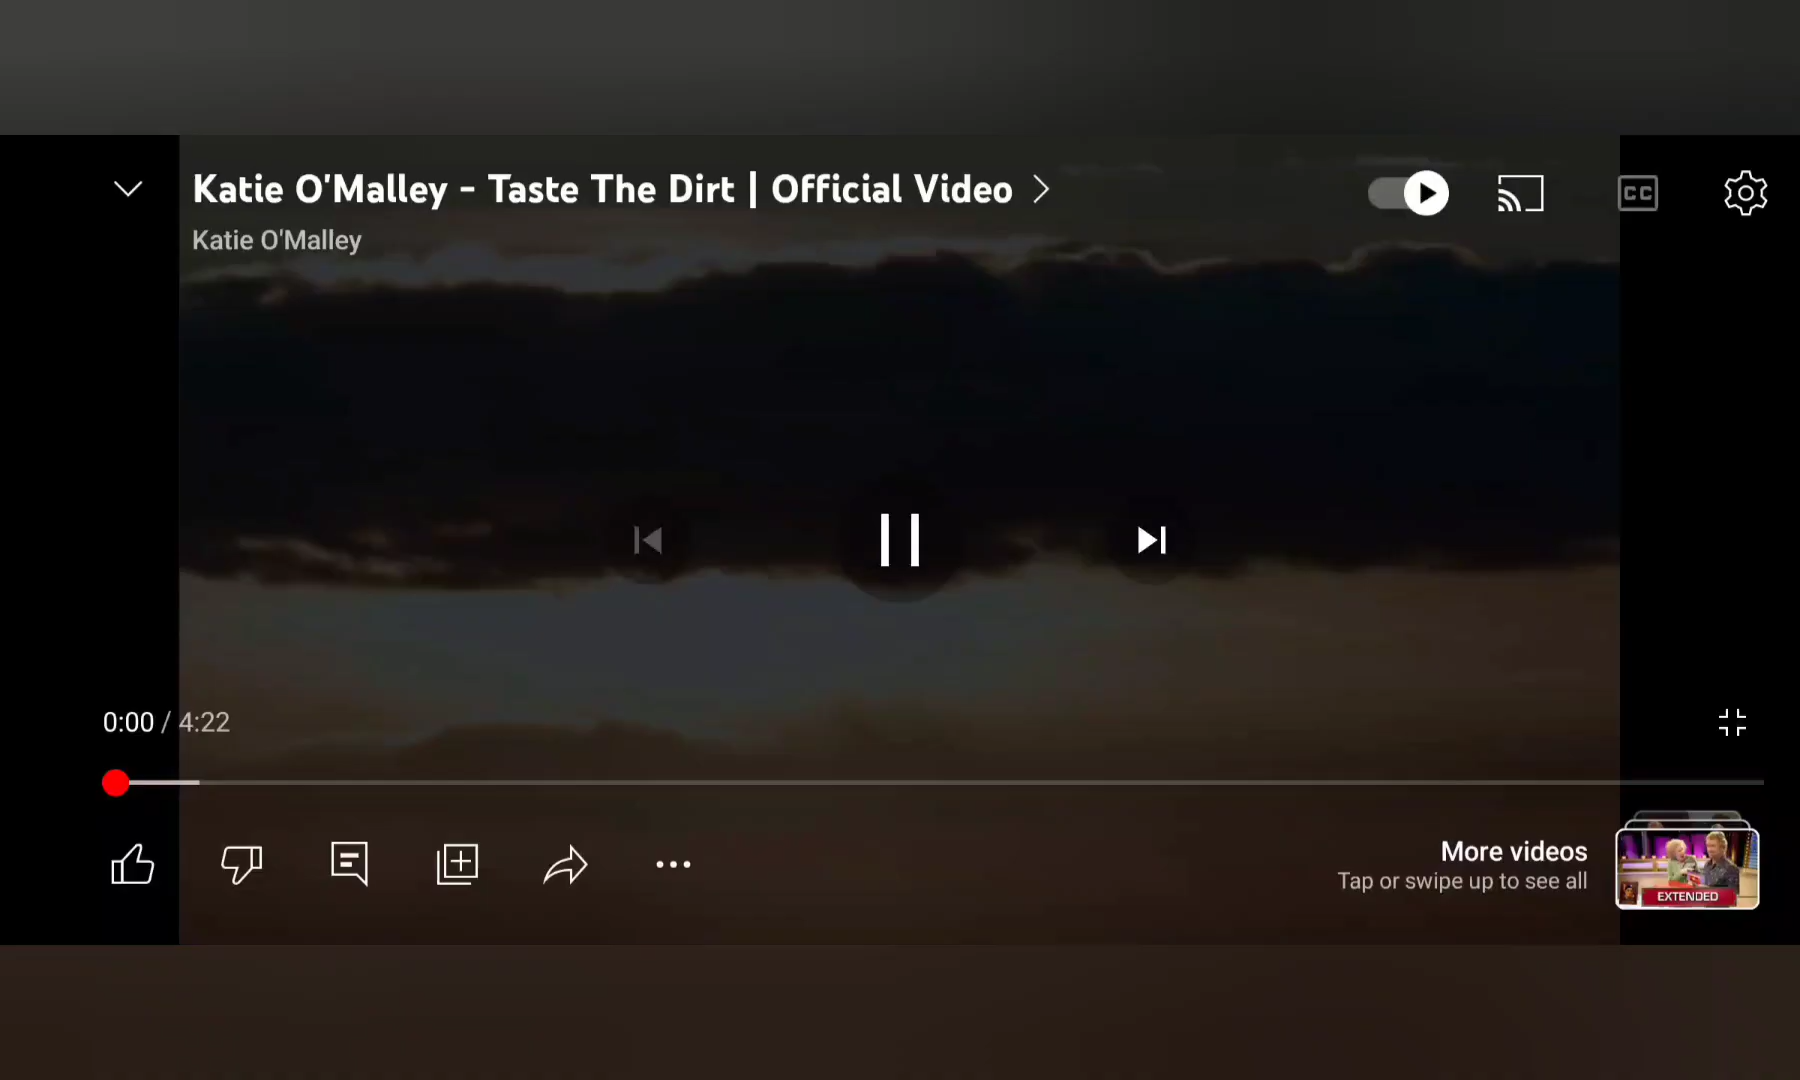 Katie O'Malley - Taste The Dirt | Official Video
Katie O'Malley
CC
0:00 / 4:22
More videos
Tap or swipe up to see all
EXTENDED